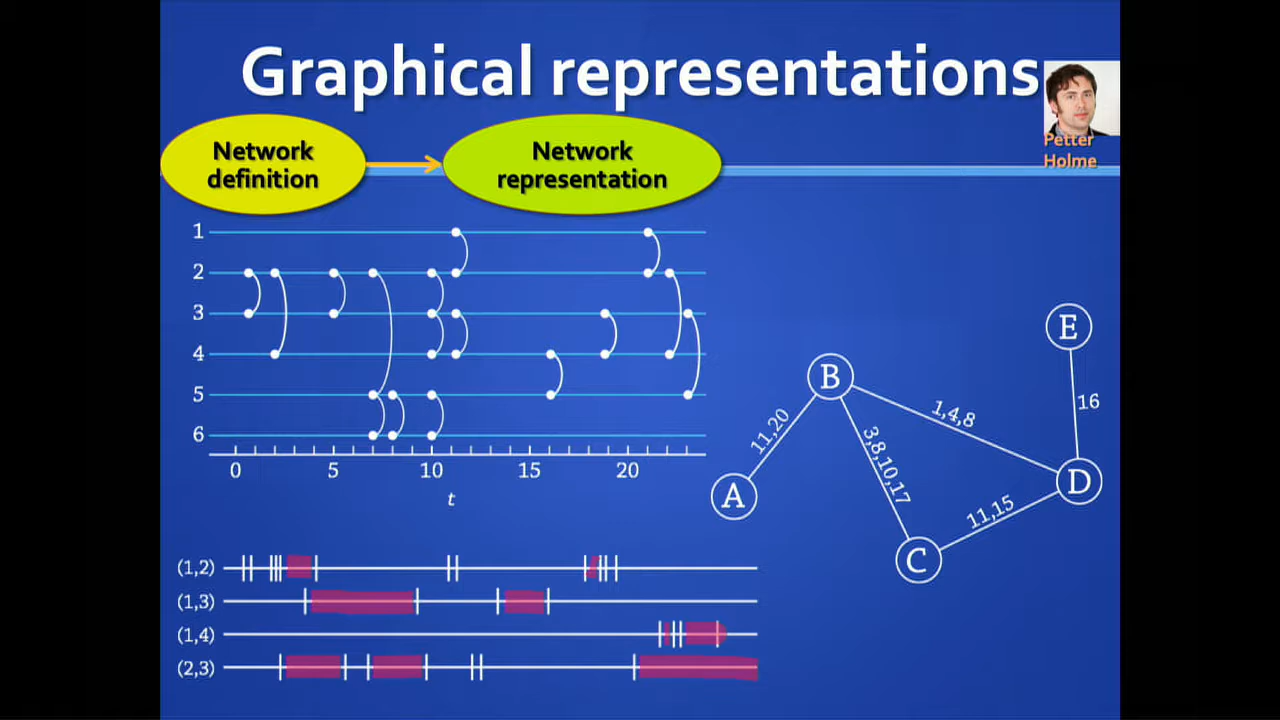 Graphical representations
Petter
Holme
Network
definition
Network
representation
1
2
3
4
5
6
0 5 10 15 20
t
A
B
C
D
E
11,20
1,4,8
3,8,10,17
11,15
16
(1,2)
(1,3)
(1,4)
(2,3)